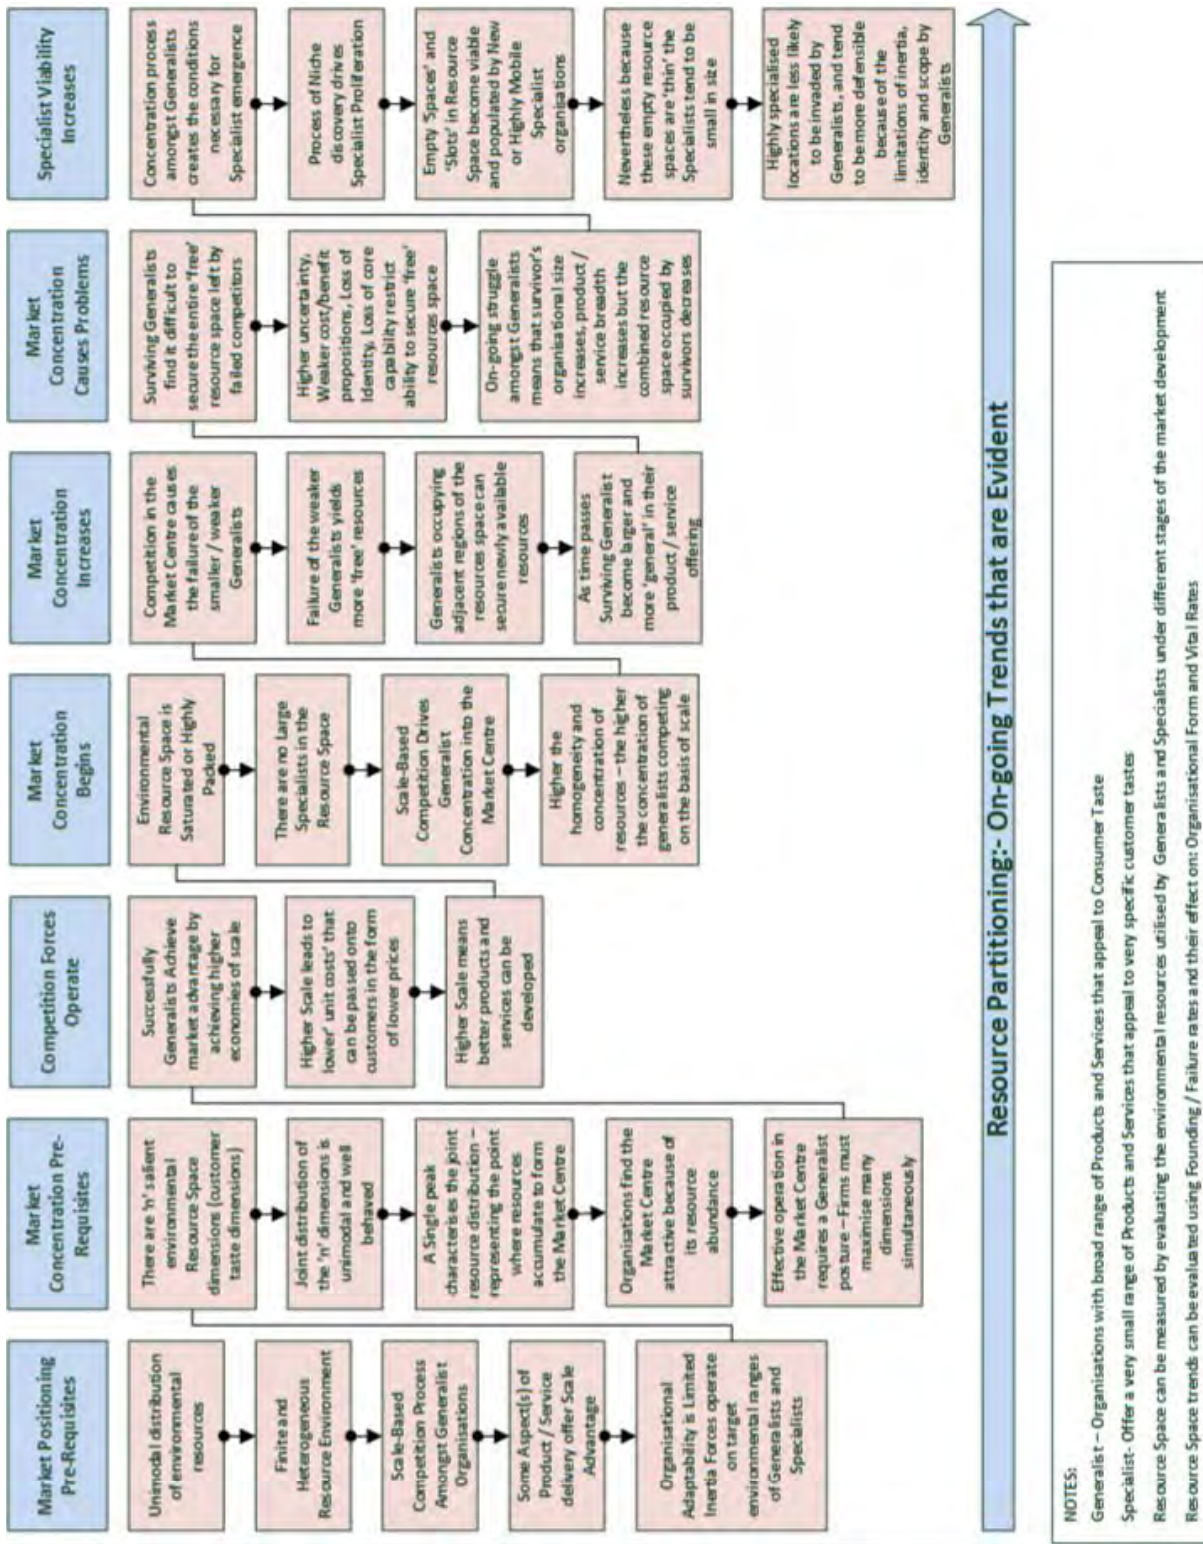 Market Positioning
Pre-Requisites
Unimodal distribution
of environmental
resources
Finite and
Heterogeneous
Resource Environment
Scale-Based
Competition Process
Amongst Generalist
Organisations
Some Aspect(s) of
Product / Service
delivery offer Scale
Advantage
Organisational
Adaptability is Limited
Inertia Forces operate
on target
environmental ranges
of Generalists and
Specialists
Market
Concentration Pre-
Requisites
There are 'n' salient
environmental
Resource Space
dimensions (customer
taste dimensions)
Joint distribution of
the 'n' dimensions is
unimodal and well
behaved
A Single peak
characterises the joint
resource distribution –
representing the point
where resources
accumulate to form
the Market Centre
Organisations find the
Market Centre
attractive because of
its resource
abundance
Effective operation in
the Market Centre
requires a Generalist
posture – Firms must
maximise many
dimensions
simultaneously
Competition Forces
Operate
Successfully
Generalists Achieve
market advantage by
achieving higher
economies of scale
Higher Scale leads to
lower' unit costs' that
can be passed onto
customers in the form
of lower prices
Higher Scale means
better products and
services can be
developed
Market
Concentration
Begins
Environmental
Resource Space is
Saturated or Highly
Packed
There are no Large
Specialists in the
Resource Space
Scale-Based
Competition Drives
Generalist
Concentration into the
Market Centre
Higher the
homogeneity and
concentration of
resources – the higher
the concentration of
generalists competing
on the basis of scale
Market
Concentration
Increases
Competition in the
Market Centre causes
the failure of the
smaller / weaker
Generalists
Failure of the weaker
Generalists yields
more 'free' resources
Generalists occupying
adjacent regions of the
resources space can
secure newly available
resources
As time passes
Surviving Generalist
become larger and
more 'general' in their
product / service
offering
Market
Concentration
Causes Problems
Surviving Generalists
find it difficult to
secure the entire 'free'
resource space left by
failed competitors
Higher uncertainty,
Weaker cost/benefit
propositions, Loss of
Identity, Loss of core
capability restrict
ability to secure 'free'
resources space
On-going struggle
amongst Generalists
means that survivor's
organisational size
increases, product /
service breadth
increases but the
combined resource
space occupied by
survivors decreases
Specialist Viability
Increases
Concentration process
amongst Generalists
creates the conditions
necessary for
Specialist emergence
Process of Niche
discovery drives
Specialist Proliferation
Empty 'Spaces' and
'Slots' in Resource
Space become viable
and populated by New
or Highly Mobile
Specialist
organisations
Nevertheless because
these empty resource
spaces are 'thin' the
Specialists tend to be
small in size
Highly specialised
locations are less likely
to be invaded by
Generalists, and tend
to be more defensible
because of the
limitations of inertia,
identity and scope by
Generalists
Resource Partitioning:- On-going Trends that are Evident
NOTES:
Generalist – Organisations with broad range of Products and Services that appeal to Consumer Taste
Specialist- Offer a very small range of Products and Services that appeal to very specific customer tastes
Resource Space can be measured by evaluating the environmental resources utilised by Generalists and Specialists under different stages of the market development
Resource Space trends can be evaluated using Founding / Failure rates and their effect on: Organisational Form and Vital Rates